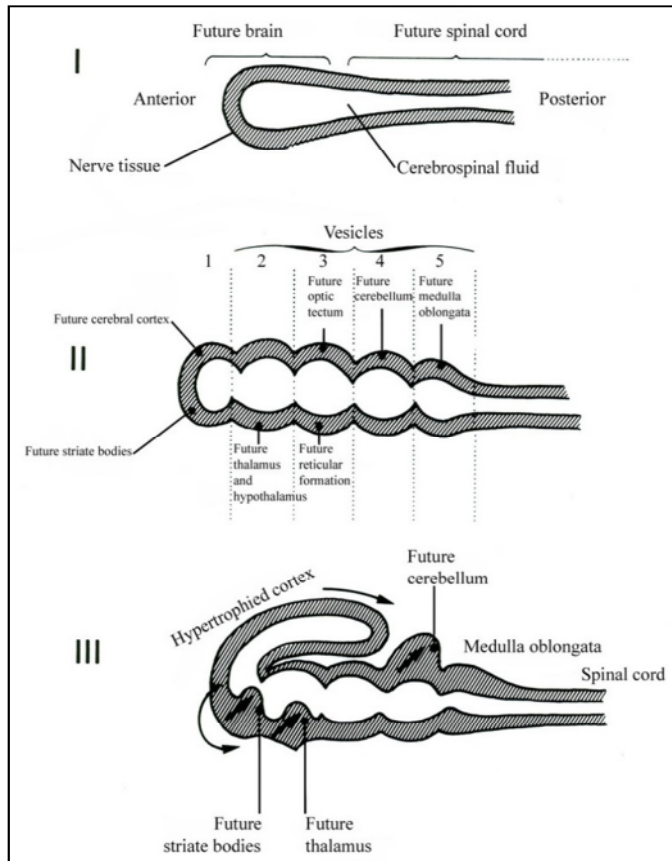 Future brain
Future spinal cord
I
Anterior
Posterior
Nerve tissue
Cerebrospinal fluid
Vesicles
1 2 3 4 5
Future
optic
tectum
Future
cerebellum
Future
medulla
oblongata
Future cerebral cortex
II
Future striate bodies
Future
thalamus
and
hypothalamus
Future
reticular
formation
Future
cerebellum
Hypertrophied cortex
III
Medulla oblongata
Spinal cord
Future
striate bodies
Future
thalamus